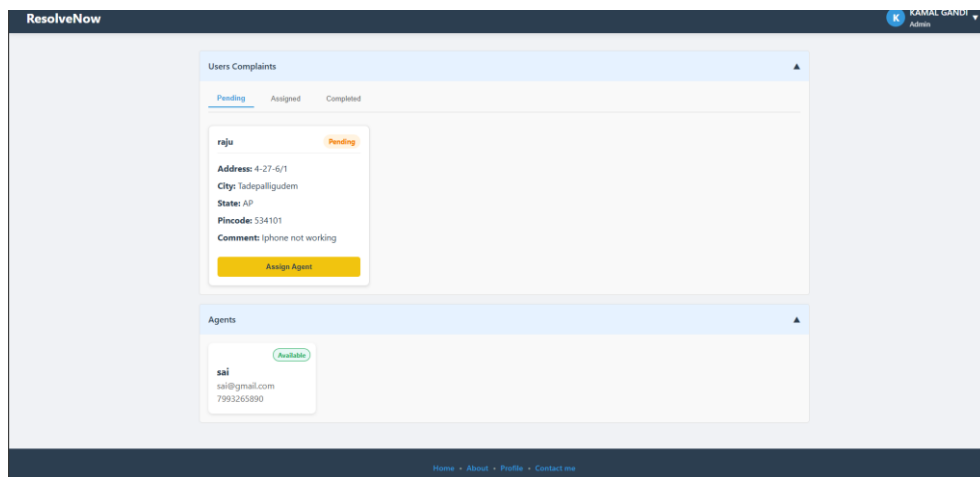 ResolveNow
K
KAMAL GANDI ▼
Admin
Users Complaints ▲
Pending Assigned Completed
raju Pending
Address: 4-27-6/1
City: Tadepalligudem
State: AP
Pincode: 534101
Comment: Iphone not working
Assign Agent
Agents ▲
Available
sai
sai@gmail.com
7993265890
Home • About • Profile • Contact me